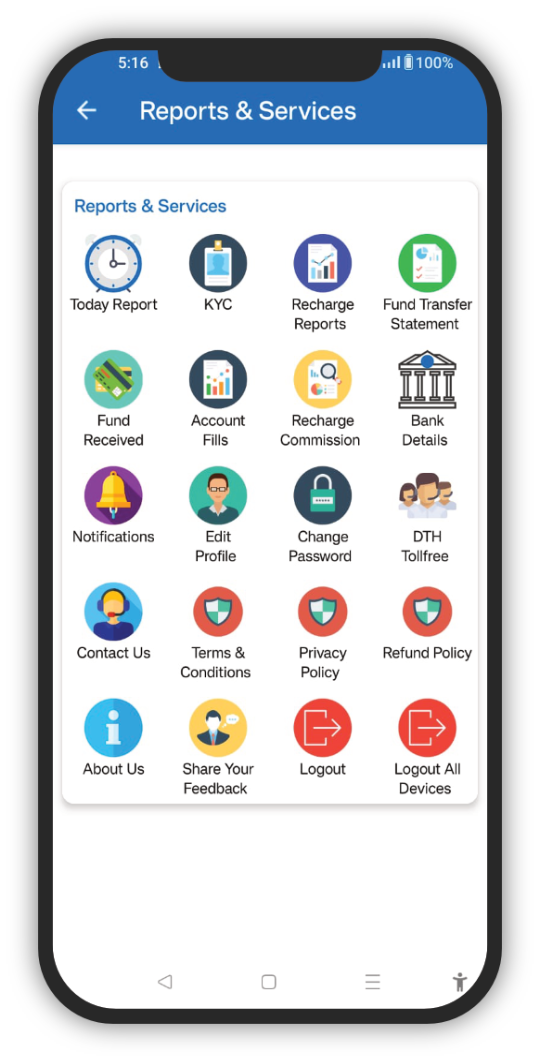 5:16
100%
Reports & Services
Reports & Services
Today Report
KYC
Recharge
Reports
Fund Transfer
Statement
Fund
Received
Account
Fills
Recharge
Commission
Bank
Details
Notifications
Edit
Profile
Change
Password
DTH
Tollfree
Contact Us
Terms &
Conditions
Privacy
Policy
Refund Policy
About Us
Share Your
Feedback
Logout
Logout All
Devices